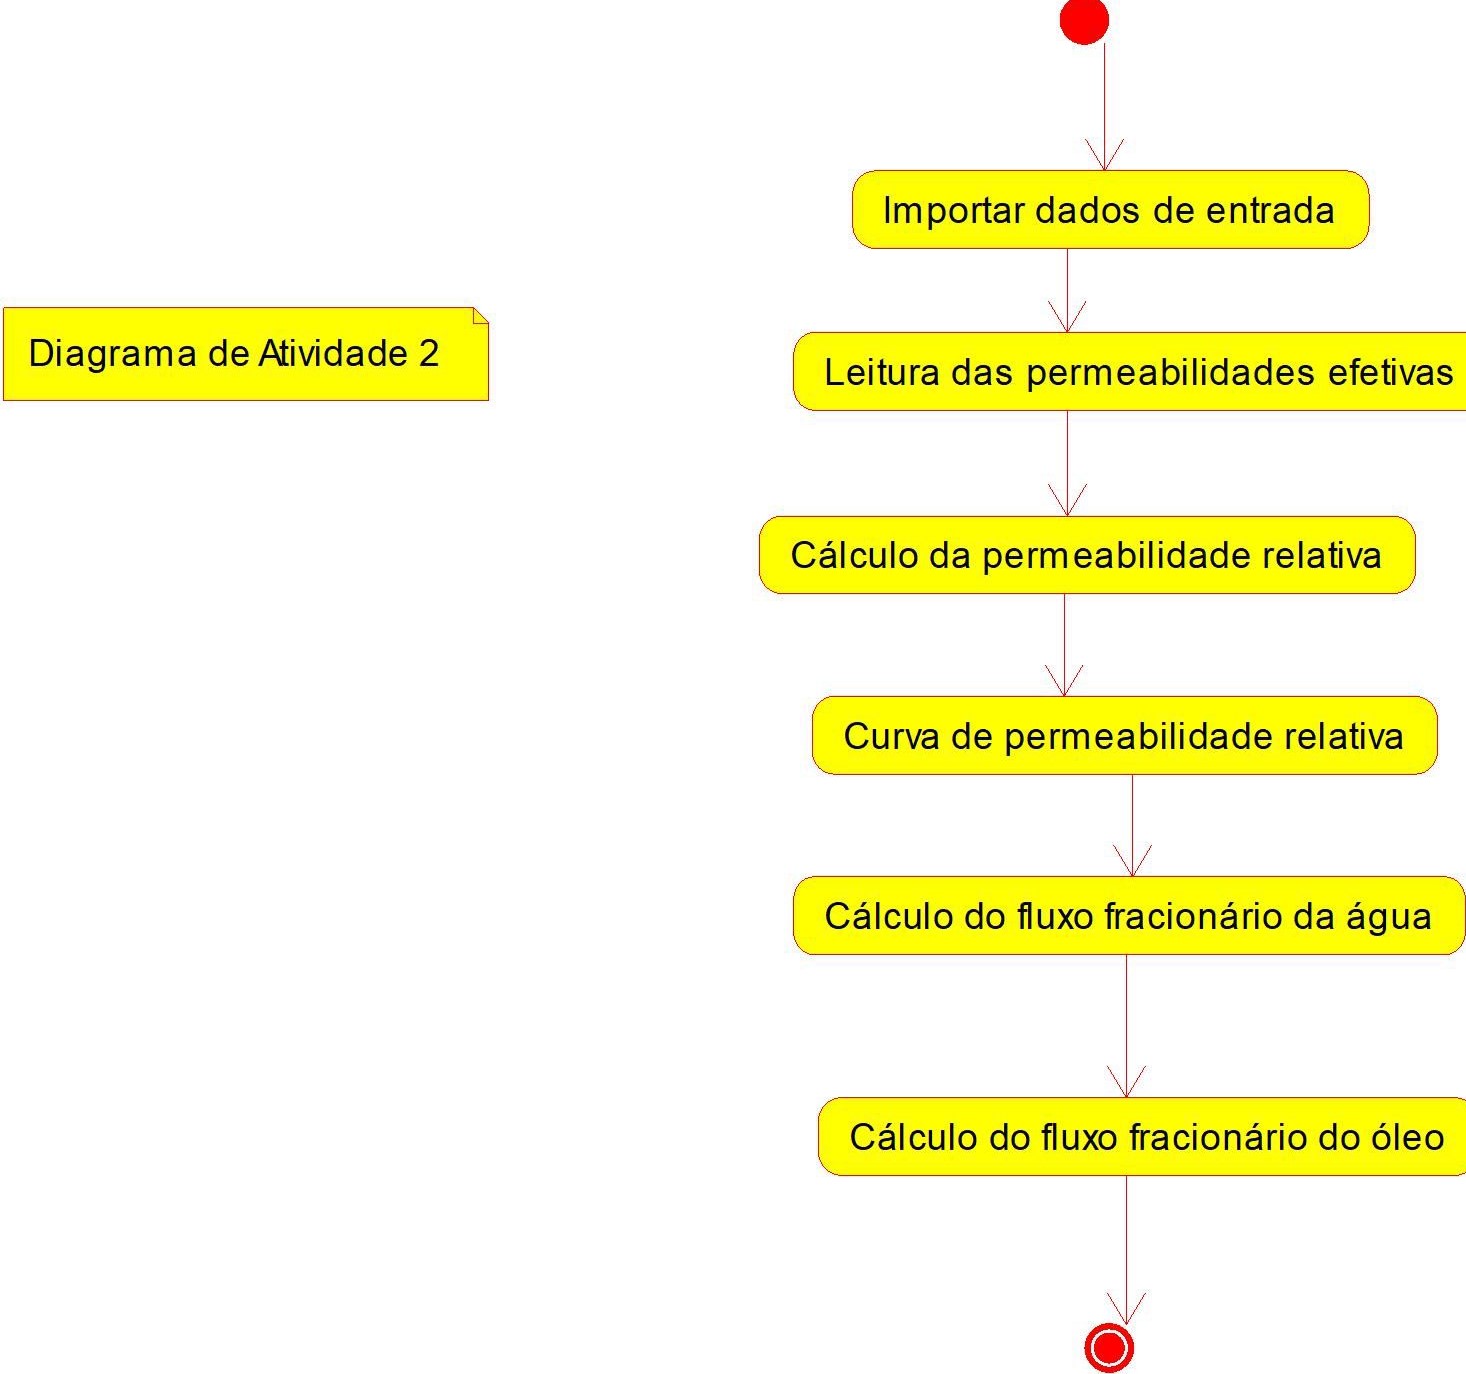 Importar dados de entrada
Diagrama de Atividade 2
Leitura das permeabilidades efetivas
Cálculo da permeabilidade relativa
Curva de permeabilidade relativa
Cálculo do fluxo fracionário da água
Cálculo do fluxo fracionário do óleo